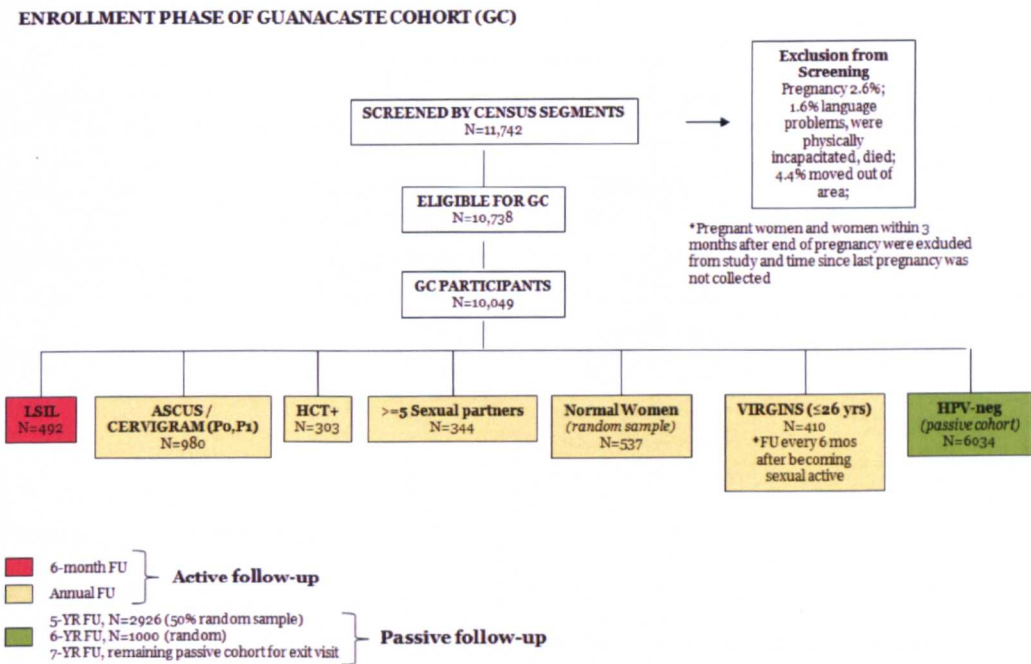 ENROLLMENT PHASE OF GUANACASTE COHORT (GC)
Exclusion from
Screening
Pregnancy 2.6%;
1.6% language
problems, were
physically
incapacitated, died;
4.4% moved out of
area;
SCREENED BY CENSUS SEGMENTS
N=11,742
ELIGIBLE FOR GC
N=10,738
*Pregnant women and women within 3
months after end of pregnancy were excluded
from study and time since last pregnancy was
not collected
GC PARTICIPANTS
N=10,049
LSIL
N=492
ASCUS /
CERVIGRAM (P0,P1)
N=980
HCT+
N=303
>=5 Sexual partners
N=344
Normal Women
(random sample)
N=537
VIRGINS (≤26 yrs)
N=410
*FU every 6 mos
after becoming
sexual active
HPV-neg
(passive cohort)
N=6034
6-month FU
Annual FU
Active follow-up
5-YR FU, N=2926 (50% random sample)
6-YR FU, N=1000 (random)
7-YR FU, remaining passive cohort for exit visit
Passive follow-up